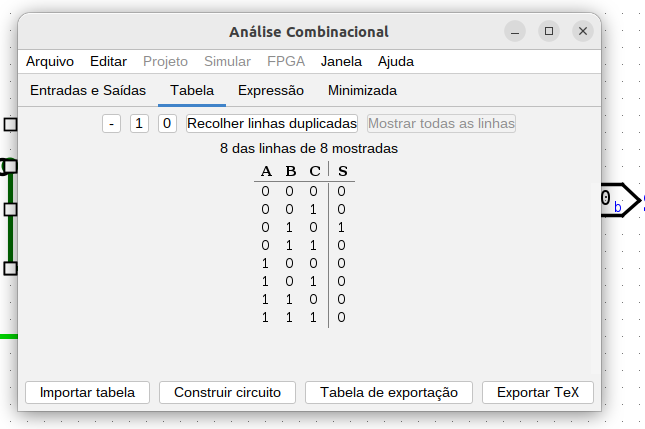 Análise Combinacional
Arquivo Editar Projeto Simular FPGA Janela Ajuda
Entradas e Saídas Tabela Expressão Minimizada
- 1 0 Recolher linhas duplicadas Mostrar todas as linhas
8 das linhas de 8 mostradas
A B C S
0 0 0 0
0 0 1 0
0 1 0 1
0 1 1 0
1 0 0 0
1 0 1 0
1 1 0 0
1 1 1 0
0 b
Importar tabela Construir circuito Tabela de exportação Exportar TeX